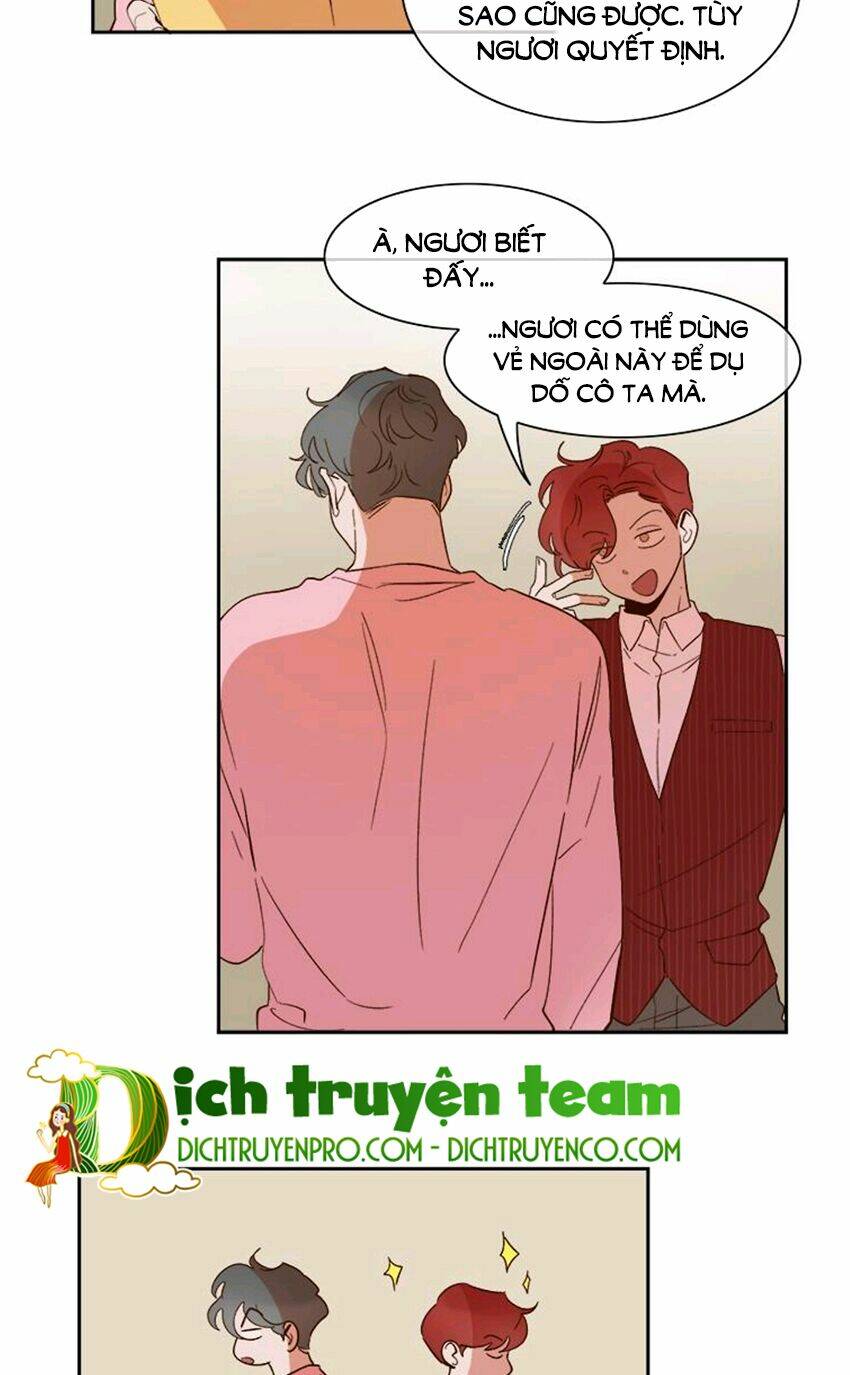 SAO CŨNG ĐƯỢC. TÙY
NGƯƠI QUYẾT ĐỊNH.
À, NGƯƠI BIẾT
ĐẤY...
...NGƯƠI CÓ THỂ DÙNG
VẺ NGOÀI NÀY ĐỂ DỤ
DỖ CÔ TA MÀ.
Dịch truyện team
DICHTRUYENPRO.COM - DICHTRUYENCO.COM